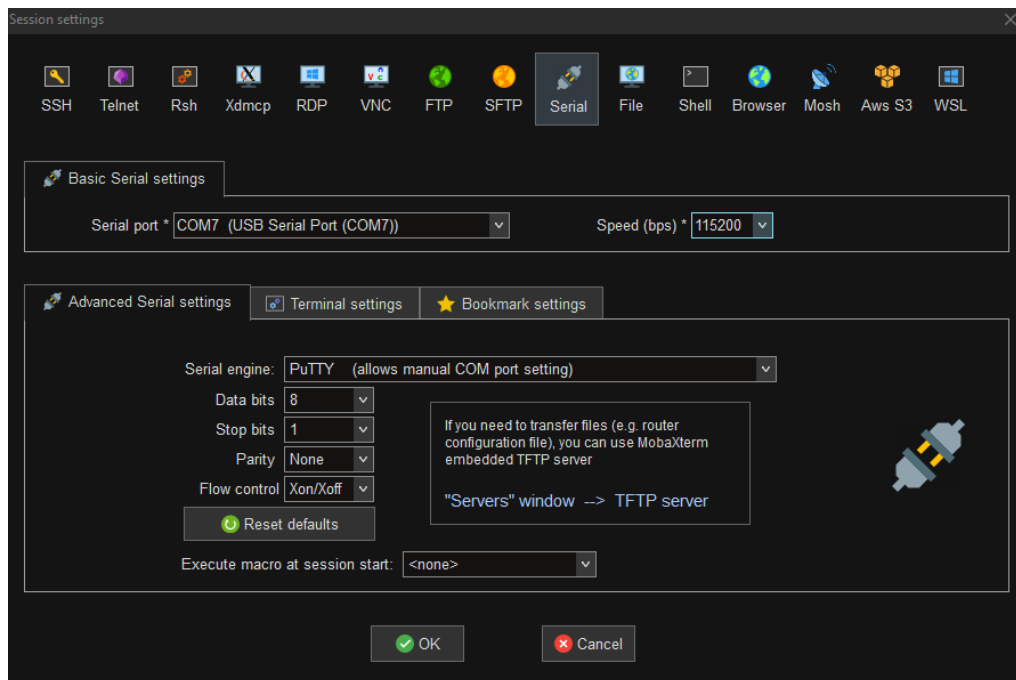 Session settings
SSH Telnet Rsh Xdmcp RDP VNC FTP SFTP Serial File Shell Browser Mosh Aws S3 WSL
Basic Serial settings
Serial port * COM7 (USB Serial Port (COM7)) Speed (bps) * 115200
Advanced Serial settings Terminal settings Bookmark settings
Serial engine: PuTTY (allows manual COM port setting)
Data bits 8
Stop bits 1
Parity None
Flow control Xon/Xoff
Reset defaults
If you need to transfer files (e.g. router
configuration file), you can use MobaXterm
embedded TFTP server
"Servers" window --> TFTP server
Execute macro at session start: <none>
OK Cancel